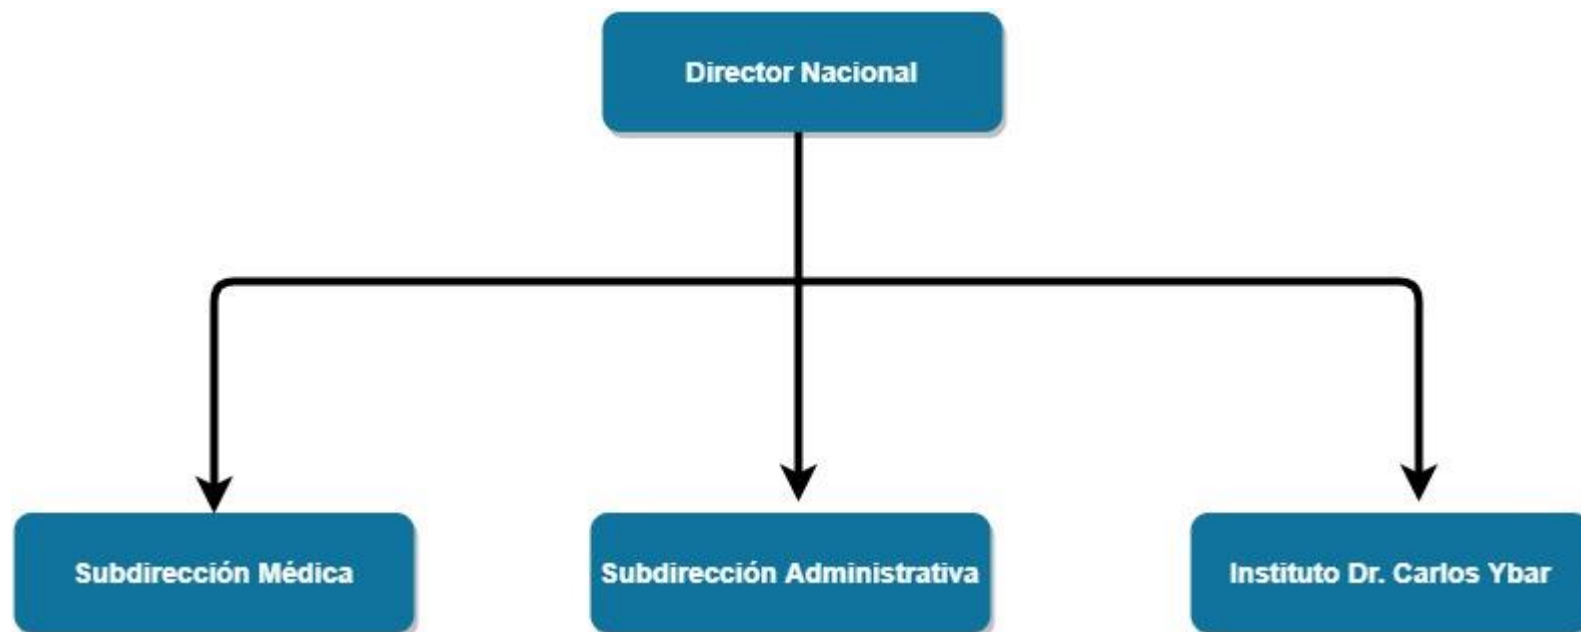 Director Nacional
Subdirección Médica
Subdirección Administrativa
Instituto Dr. Carlos Ybar